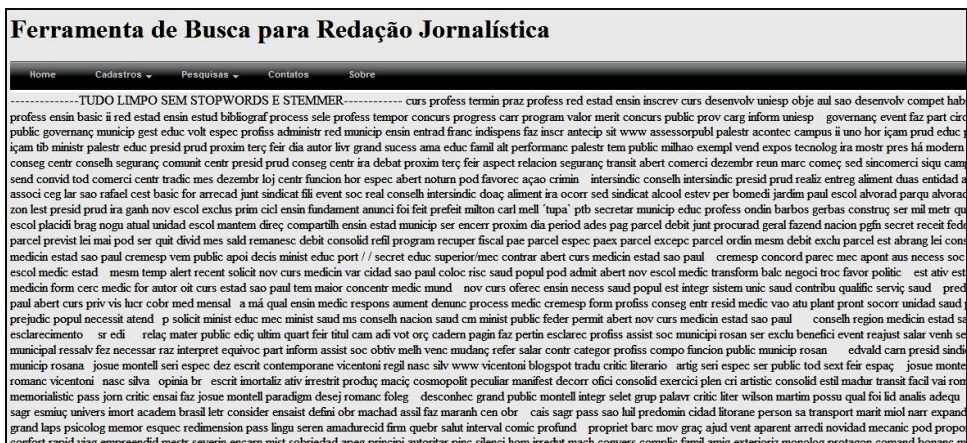 Ferramenta de Busca para Redação Jornalística
Home Cadastros Pesquisas Contatos Sobre
--------------TUDO LIMPO SEM STOPWORDS E STEMMER------------ curs profess termin praz profess red estad ensin inscrev curs desenvolv uniesp obje aul sao desenvolv compet hab
profess ensin basic ii red estad ensin estud bibliograf process sele profess tempor concurs progress carr program valor merit concurs public prov carg inform uniesp governanç event faz part circ
public governanç municip gest educ volt espec profiss administr red municip ensin entrad franc indispens faz inscr antecip sit www assessorpubl palestr acontec campus ii uno hor içam prud educ p
içam tib ministr palestr educ presid prud proxim terç feir dia autor livr grand sucess ama educ famil alt performanc palestr tem public milhao exempl vend expos tecnolog ira mostr pres há modern
conseg centr conselh seguranç comunit centr presid prud conseg centr ira debat proxim terç feir aspect relacion seguranç transit abert comerci dezembr reun marc começ sed sincomerci siqu camp
send convid tod comerci centr tradic mes dezembr loj centr funcion hor espec abert noturn pod favorec açao crimin intersindic conselh intersindic presid prud realiz entreg aliment duas entidad a
associ ceg lar sao rafael cest basic for arrecad junt sindicat fili event soc real conselh intersindic doaç aliment ira ocorr sed sindicat alcool estev per bomedi jardim paul escol alvorad parqu alvorad
zon lest presid prud ira ganh nov escol exclus prim cicl ensin fundament anunci foi feit prefeit milton carl mell ´tupa` ptb secretar municip educ profess ondin barbos gerbas construç ser mil metr qu
escol placidi brag nogu atual unidad escol mantem direç compartilh ensin estad municip ser encerr proxim dia period ades pag parcel debit junt procurad geral fazend nacion pgfn secret receit fede
parcel previst lei mai pod ser quit divid mes sald remanesc debit consolid refil program recuper fiscal pae parcel espec paex parcel excepc parcel ordin mesm debit exclu parcel est abrang lei cons
medicin estad sao paul cremesp vem public apoi decis minist educ port / / secret educ superior/mec contrar abert curs medicin estad sao paul cremesp concord parec mec apont aus necess soc
escol medic estad mesm temp alert recent solicit nov curs medicin var cidad sao paul coloc risc saud popul pod admit abert nov escol medic transform balc negoci troc favor politic est ativ est
medicin form cerc medic for autor oit curs estad sao paul tem maior concentr medic mund nov curs oferec ensin necess saud popul est integr sistem unic saud contribu qualific serviç saud pred
paul abert curs priv vis lucr cobr med mensal a má qual ensin medic respons aument denunc process medic cremesp form profiss conseg entr resid medic vao atu plant pront socorr unidad saud p
prejudic popul necessit atend p solicit minist educ mec minist saud ms conselh nacion saud cm minist public feder permit abert nov curs medicin estad sao paul conselh region medicin estad sa
esclarecimento sr edi relaç mater public ediç ultim quart feir titul cam adi vot orç cadern pagin faz pertin esclarec profiss assist soc municipi rosan ser exclu benefici event reajust salar venh se
municipal ressalv fez necessar raz interpret equivoc part inform assist soc obtiv melh venc mudanç refer salar contr categor profiss compo funcion public municip rosan edvald carn presid sindic
municip rosana josue montell seri espec dez escrit contemporane vicentoni regil nasc silv www vicentoni blogspot tradu critic literario artig seri espec ser public tod sext feir espaç josue monte
romanc vicentoni nasc silva opinia br escrit imortaliz ativ irrestrit produç maciç cosmopolit peculiar manifest decorr ofici consolid exercici plen cri artistic consolid estil madur transit facil vai rom
memorialistic pass jorn critic ensai faz josue montell paradigm desej romanc foleg desconhec grand public montell integr selet grup palavr critic liter wilson martim possu qual foi lid analis adequ
sagr esmiuç univers imort academ brasil letr consider ensaist defini obr machad assil faz maranh cen obr cais sagr pass sao luil predomin cidad litorane person sa transport marit miol narr expand
grand laps psicolog memor esquec redimension pass lingu seren amadurecid firm quebr salut interval comic profund propriet barc mov graç ajud vent aparent arredi novidad mecanic pod propo